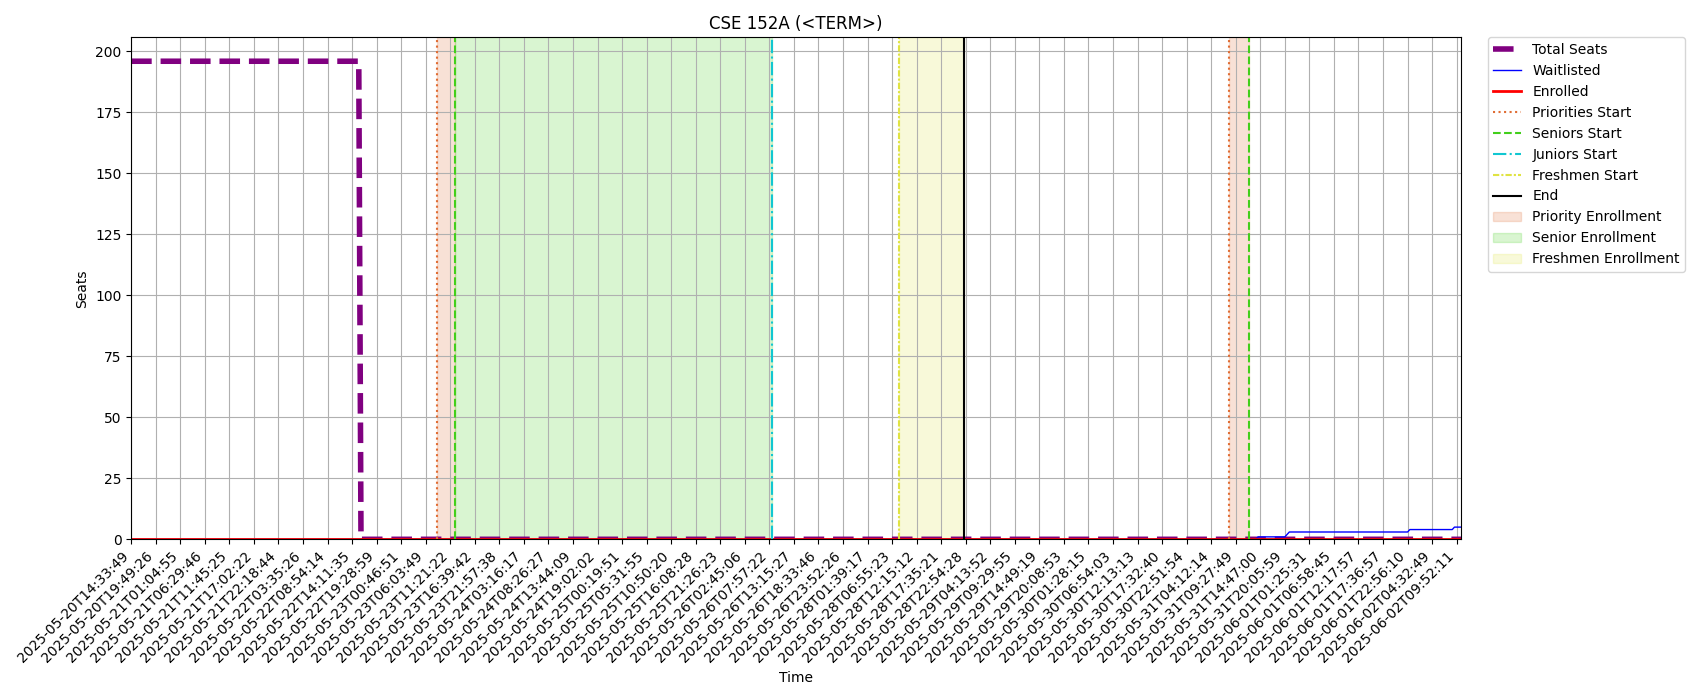 CSE 152A (<TERM>)
200
175
150
125
100
75
50
25
0
Seats
2025-05-20T14:33:49
2025-05-20T19:49:26
2025-05-21T01:04:55
2025-05-21T06:29:46
2025-05-21T11:45:25
2025-05-21T17:02:22
2025-05-21T22:18:44
2025-05-22T03:35:26
2025-05-22T08:54:14
2025-05-22T14:11:35
2025-05-22T19:28:59
2025-05-23T00:46:51
2025-05-23T06:03:49
2025-05-23T11:21:22
2025-05-23T16:39:42
2025-05-23T21:57:38
2025-05-24T03:16:17
2025-05-24T08:26:27
2025-05-24T13:44:09
2025-05-24T19:02:02
2025-05-25T00:19:51
2025-05-25T05:31:55
2025-05-25T10:50:20
2025-05-25T16:08:28
2025-05-25T21:26:23
2025-05-26T02:45:06
2025-05-26T07:57:22
2025-05-26T13:15:27
2025-05-26T18:33:46
2025-05-26T23:52:26
2025-05-28T01:39:17
2025-05-28T06:55:23
2025-05-28T12:15:12
2025-05-28T17:35:21
2025-05-28T22:54:28
2025-05-29T04:13:52
2025-05-29T09:29:55
2025-05-29T14:49:19
2025-05-29T20:08:53
2025-05-30T01:28:15
2025-05-30T06:54:03
2025-05-30T12:13:13
2025-05-30T17:32:40
2025-05-30T22:51:54
2025-05-31T04:12:14
2025-05-31T09:27:49
2025-05-31T14:47:00
2025-05-31T20:05:59
2025-06-01T01:25:31
2025-06-01T06:58:45
2025-06-01T12:17:57
2025-06-01T17:36:57
2025-06-01T22:56:10
2025-06-02T04:32:49
2025-06-02T09:52:11
Time
Total Seats
Waitlisted
Enrolled
Priorities Start
Seniors Start
Juniors Start
Freshmen Start
End
Priority Enrollment
Senior Enrollment
Freshmen Enrollment